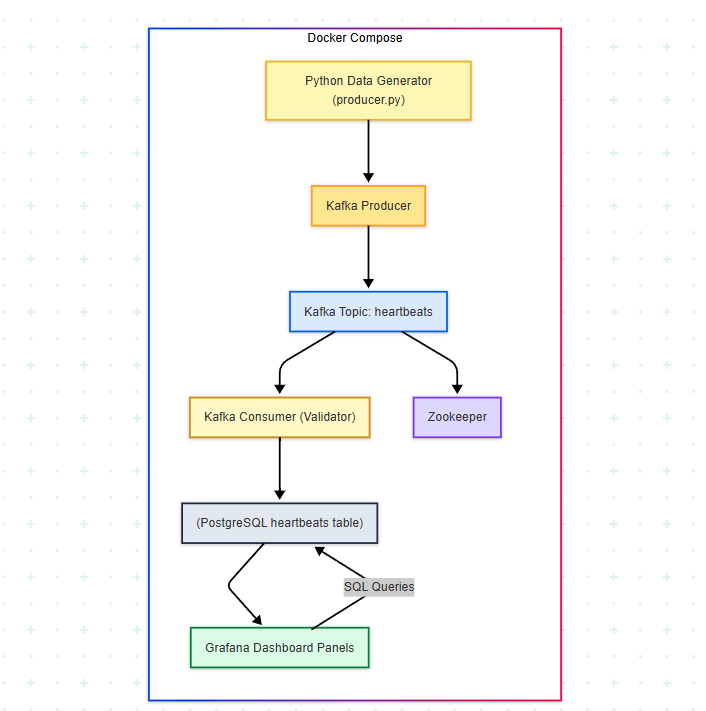 Docker Compose
Python Data Generator
(producer.py)
Kafka Producer
Kafka Topic: heartbeats
Kafka Consumer (Validator)
Zookeeper
(PostgreSQL heartbeats table)
SQL Queries
Grafana Dashboard Panels